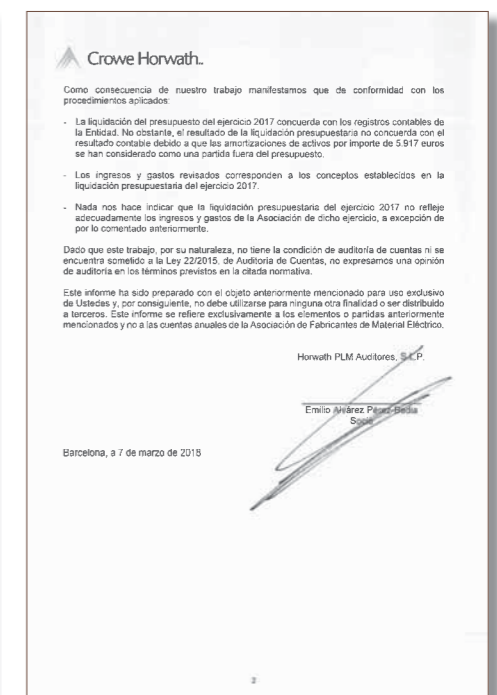 Crowe Horwath..
Como consecuencia de nuestro trabajo manifestamos que de conformidad con los
procedimientos aplicados:
- La liquidación del presupuesto del ejercicio 2017 concuerda con los registros contables de
la Entidad. No obstante, el resultado de la liquidación presupuestaria no concuerda con el
resultado contable debido a que las amortizaciones de activos por importe de 5.917 euros
se han considerado como una partida fuera del presupuesto.
- Los ingresos y gastos revisados corresponden a los conceptos establecidos en la
liquidación presupuestaria del ejercicio 2017.
- Nada nos hace indicar que la liquidación presupuestaria del ejercicio 2017 no refleje
adecuadamente los ingresos y gastos de la Asociación de dicho ejercicio, a excepción de
por lo comentado anteriormente.
Dado que este trabajo, por su naturaleza, no tiene la condición de auditoría de cuentas ni se
encuentra sometido a la Ley 22/2015, de Auditoría de Cuentas, no expresamos una opinión
de auditoría en los términos previstos en la citada normativa.
Este informe ha sido preparado con el objeto anteriormente mencionado para uso exclusivo
de Ustedes y, por consiguiente, no debe utilizarse para ninguna otra finalidad o ser distribuido
a terceros. Este informe se refiere exclusivamente a los elementos o partidas anteriormente
mencionados y no a las cuentas anuales de la Asociación de Fabricantes de Material Eléctrico.
Horwath PLM Auditores, S.L.P.
Emilio Álvarez Pérez-Bedia
Socio
Barcelona, a 7 de marzo de 2018
2